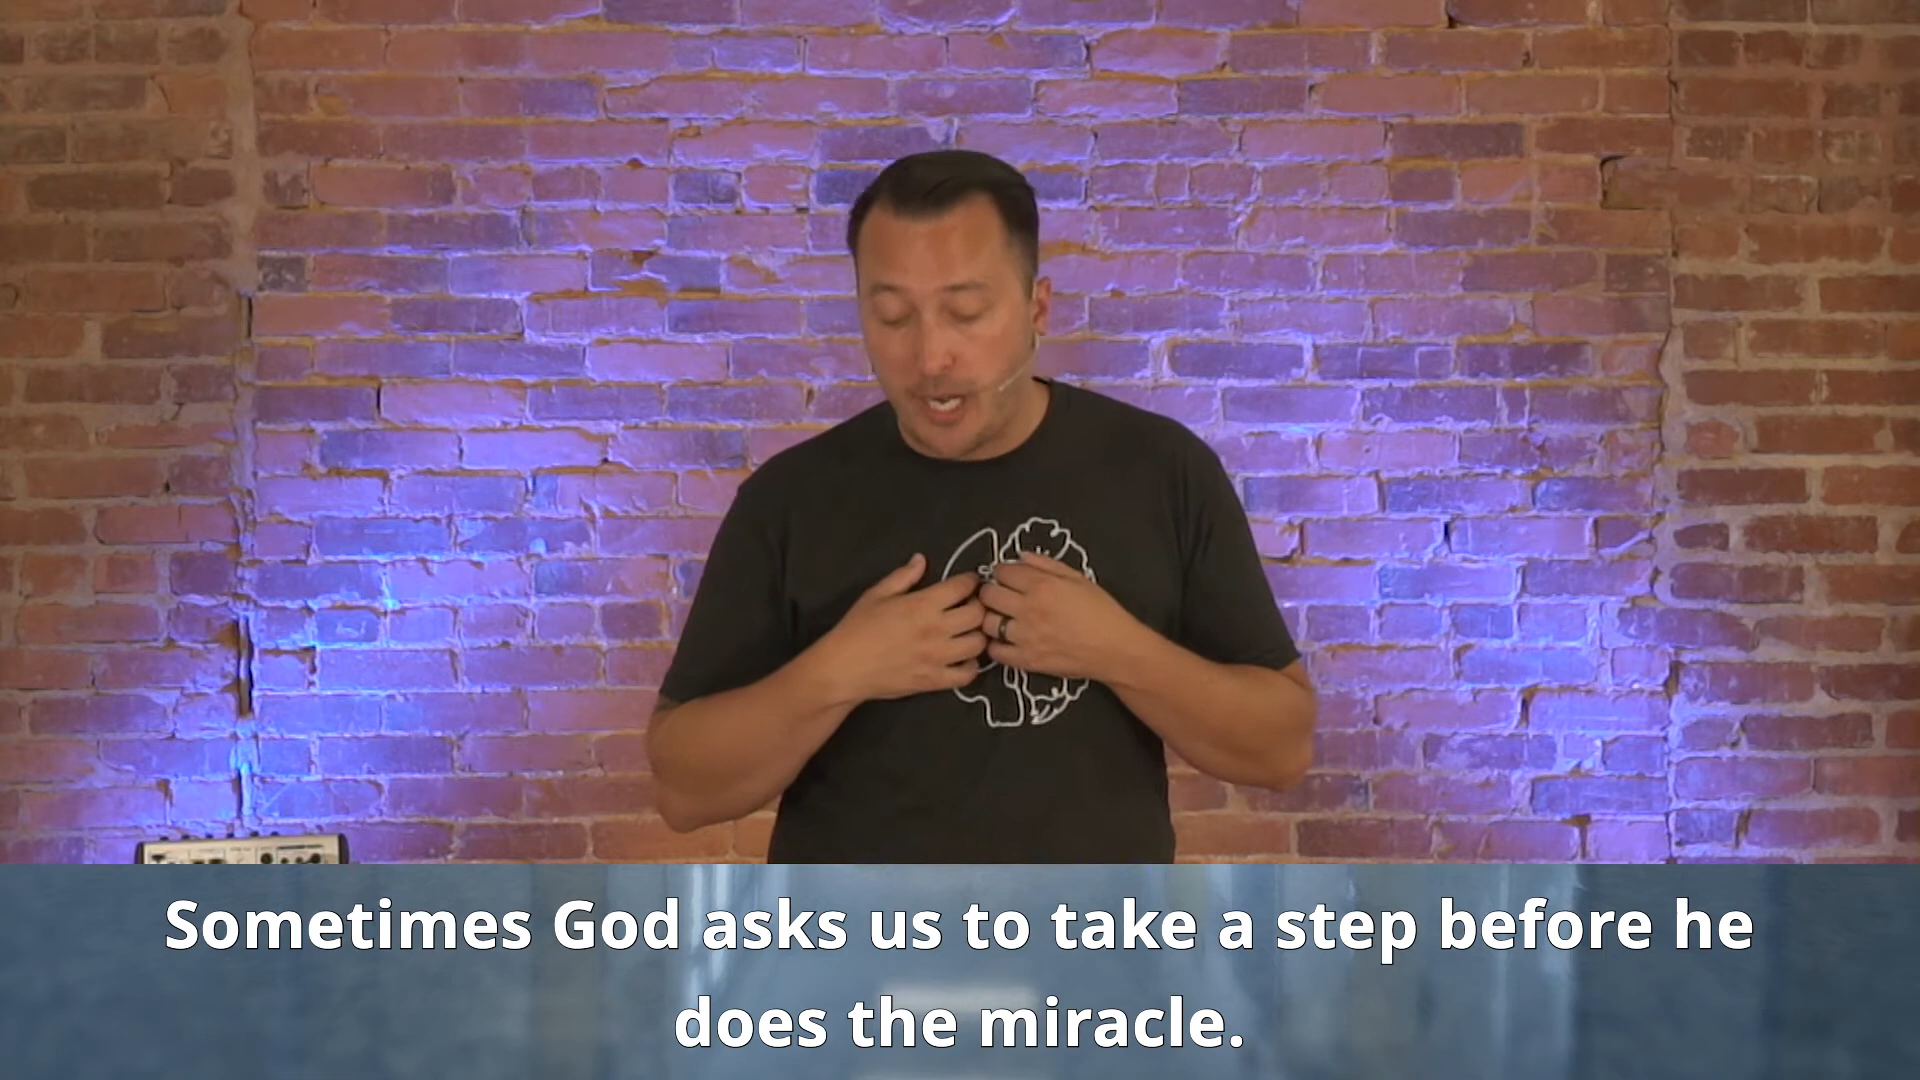 Sometimes God asks us to take a step before he
does the miracle.